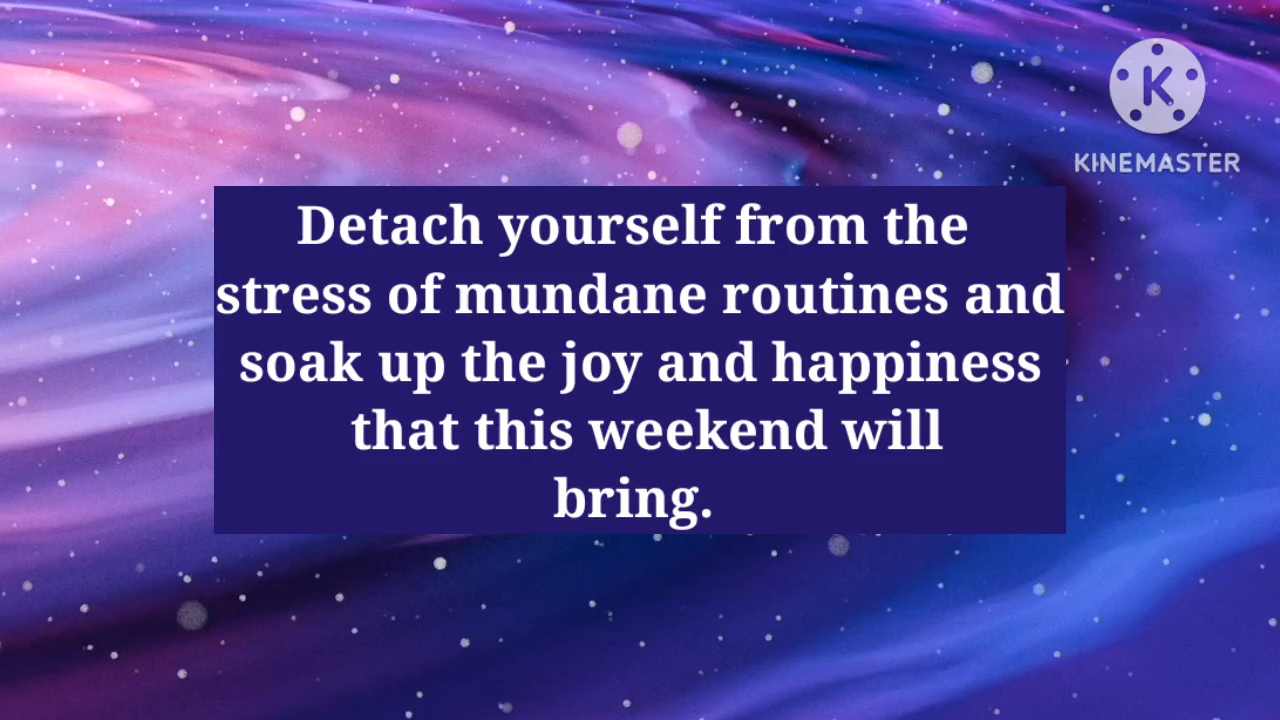 KINEMASTER
Detach yourself from the
stress of mundane routines and
soak up the joy and happiness
that this weekend will
bring.